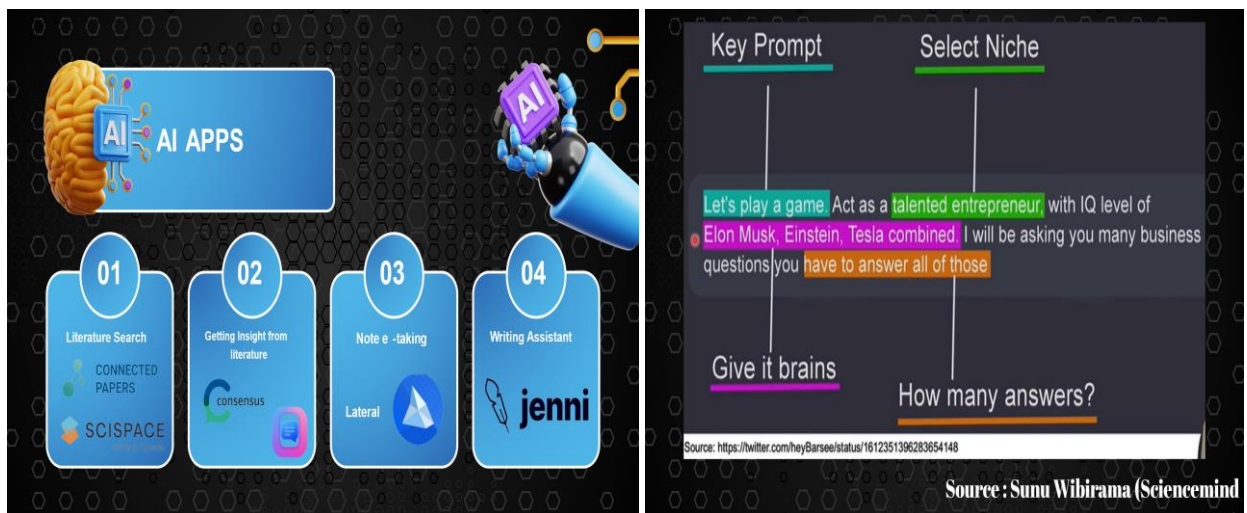 AI
AI APPS
AI
01
Literature Search
CONNECTED
PAPERS
SCISPACE
02
Getting Insight from
literature
consensus
03
Note e -taking
Lateral
04
Writing Assistant
jenni
Key Prompt
Select Niche
Let's play a game. Act as a talented entrepreneur, with IQ level of
Elon Musk, Einstein, Tesla combined. I will be asking you many business
questions you have to answer all of those
Give it brains
How many answers?
Source: https://twitter.com/heyBarsee/status/1612351396283654148
Source : Sunu Wibirama (Sciencemind